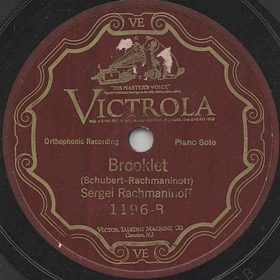 VE
"HIS MASTER'S VOICE"
VICTROLA
Orthophonic Recording
Piano Solo
Brooklet
(Schubert-Rachmaninoff)
Sergei Rachmaninoff
1196-B
VICTOR TALKING MACHINE CO.
Camden, N.J.
VE